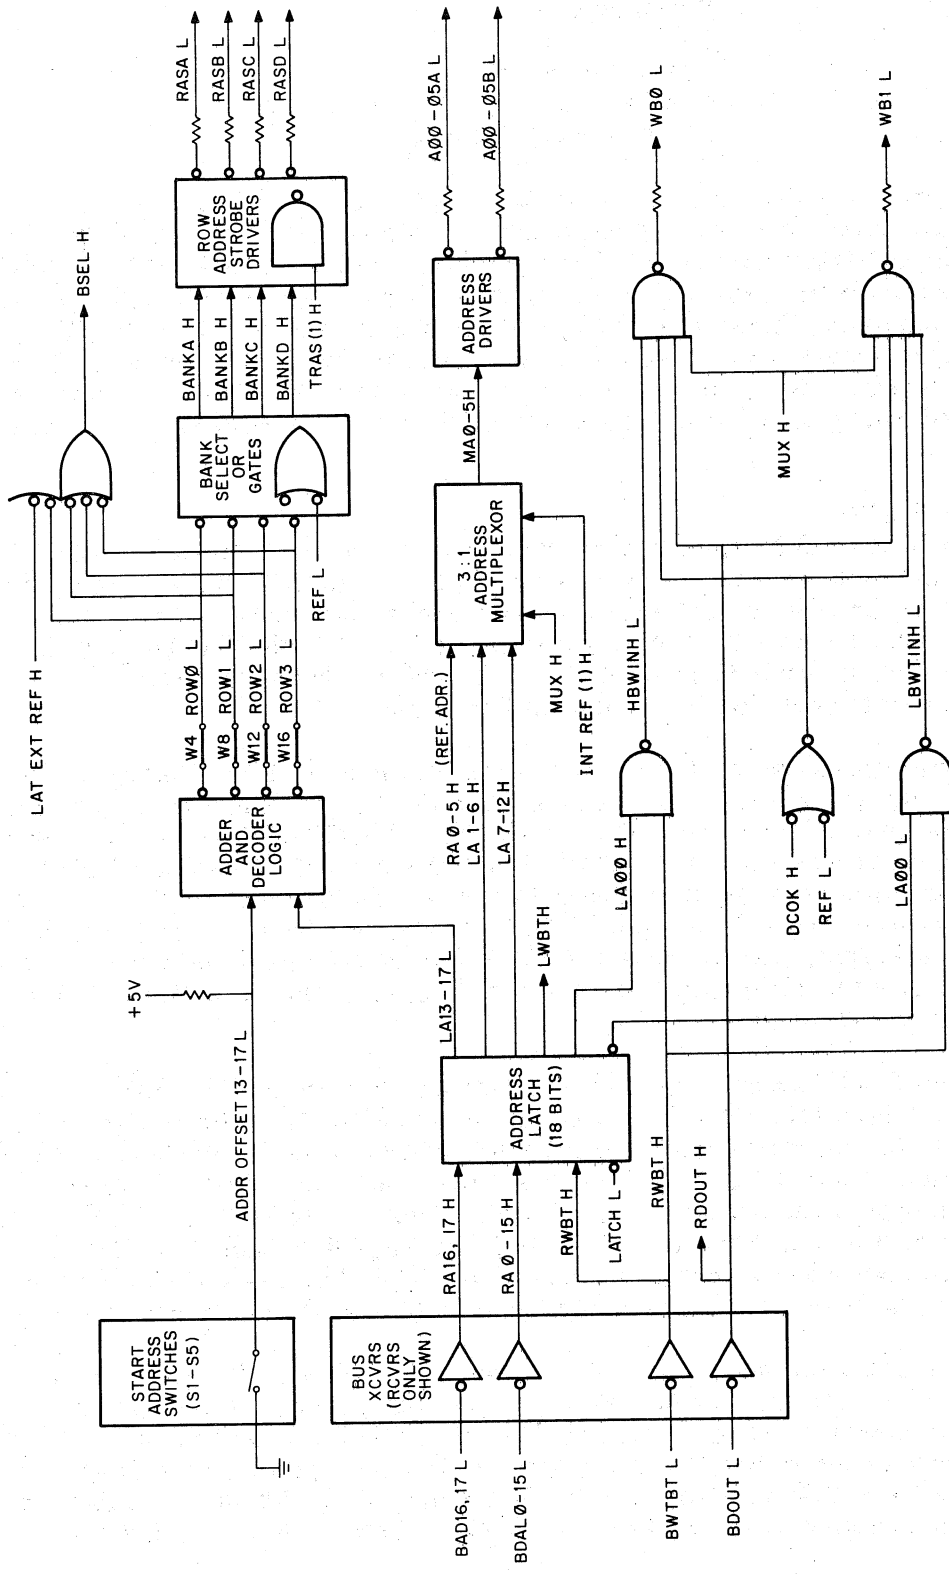 START
ADDRESS
SWITCHES
(S1-S5)
ADDR OFFSET 13-17 L
+5V
ADDER
AND
DECODER
LOGIC
W4
ROWØ L
W8
ROW1 L
W12
ROW2 L
W16
ROW3 L
LAT EXT REF H
BSEL H
BANK
SELECT
OR
GATES
REF L
BANKA H
BANKB H
BANKC H
BANKD H
TRAS(1) H
ROW
ADDRESS
STROBE
DRIVERS
RASA L
RASB L
RASC L
RASD L
BUS
XCVRS
(RCVRS
ONLY
SHOWN)
BAD16,17 L
BDAL Ø-15 L
BWTBT L
BDOUT L
RA16, 17 H
RA Ø-15 H
RWBT H
LATCH L
RWBT H
RDOUT H
ADDRESS
LATCH
(18 BITS)
LA13-17 L
RA Ø-5 H (REF. ADR.)
LA 1-6 H
LA 7-12 H
LWBTH
3:1
ADDRESS
MULTIPLEXOR
MUX H
INT REF (1) H
MAØ-5H
ADDRESS
DRIVERS
AØØ-Ø5A L
AØØ-Ø5B L
LAØØ H
HBWINH L
DCOK H
REF L
LAØØ L
LBWTINH L
MUX H
WBØ L
WB1 L